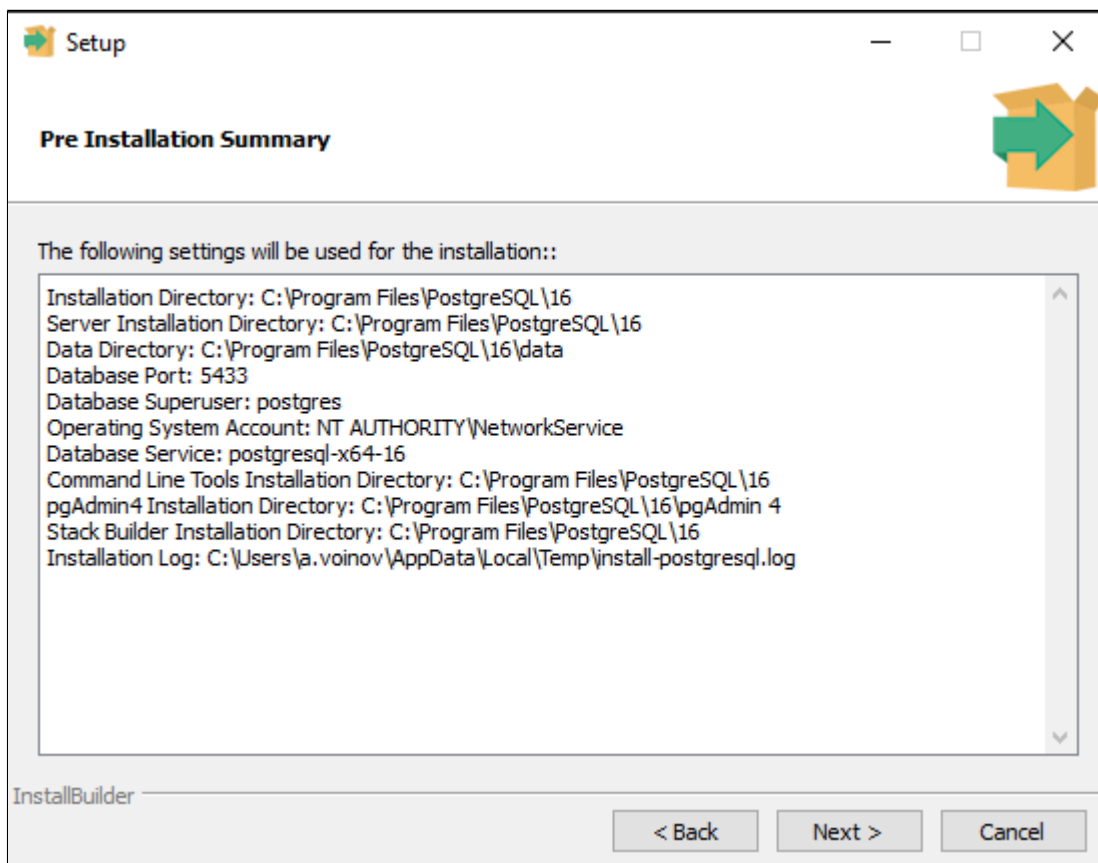 Setup
Pre Installation Summary
The following settings will be used for the installation::
Installation Directory: C:\Program Files\PostgreSQL\16
Server Installation Directory: C:\Program Files\PostgreSQL\16
Data Directory: C:\Program Files\PostgreSQL\16\data
Database Port: 5433
Database Superuser: postgres
Operating System Account: NT AUTHORITY\NetworkService
Database Service: postgresql-x64-16
Command Line Tools Installation Directory: C:\Program Files\PostgreSQL\16
pgAdmin4 Installation Directory: C:\Program Files\PostgreSQL\16\pgAdmin 4
Stack Builder Installation Directory: C:\Program Files\PostgreSQL\16
Installation Log: C:\Users\a.voinov\AppData\Local\Temp\install-postgresql.log
InstallBuilder
< Back Next > Cancel